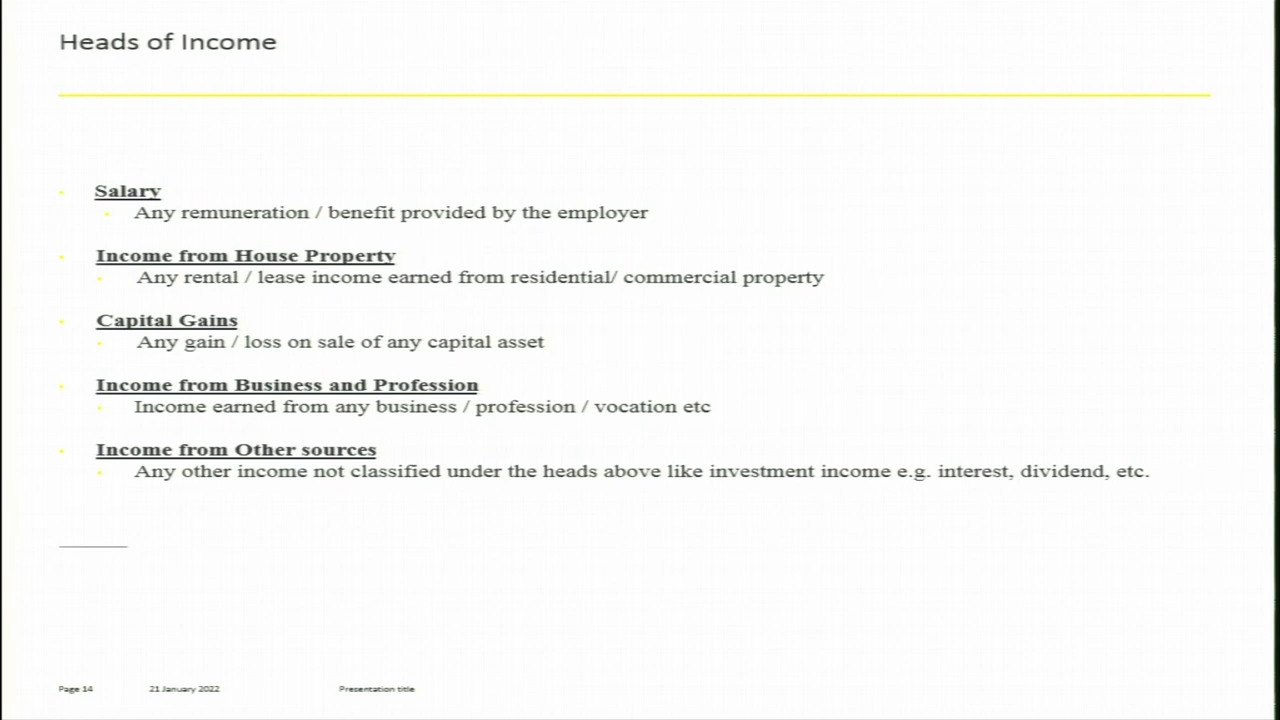 Heads of Income
Salary
Any remuneration / benefit provided by the employer
Income from House Property
Any rental / lease income earned from residential/ commercial property
Capital Gains
Any gain / loss on sale of any capital asset
Income from Business and Profession
Income earned from any business / profession / vocation etc
Income from Other sources
Any other income not classified under the heads above like investment income e.g. interest, dividend, etc.
Page 14 21 January 2022 Presentation title